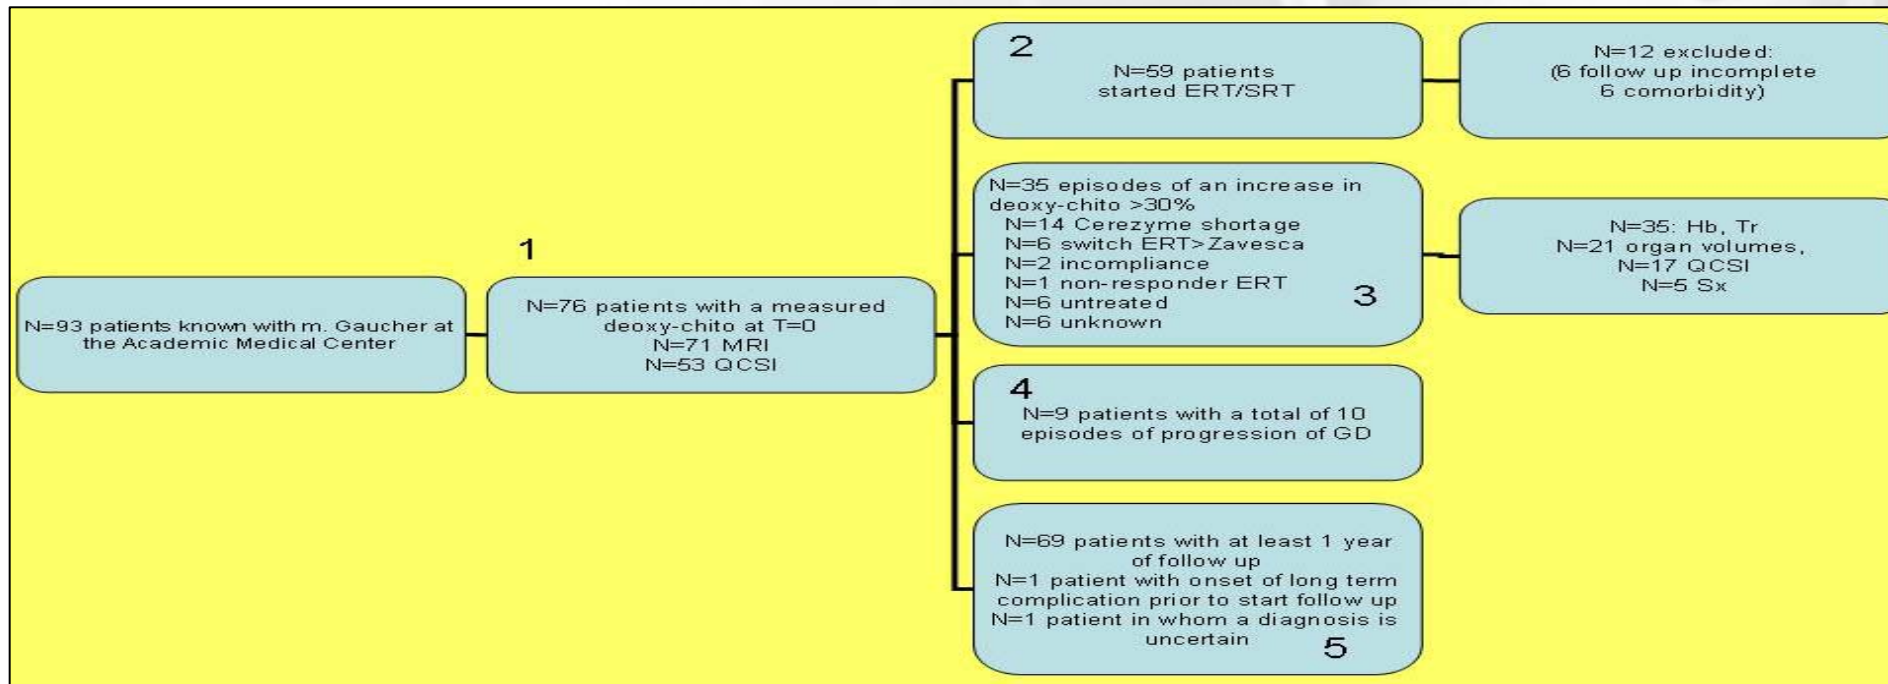 N=93 patients known with m. Gaucher at
the Academic Medical Center
1
N=76 patients with a measured
deoxy-chito at T=0
N=71 MRI
N=53 QCSI
2
N=59 patients
started ERT/SRT
N=12 excluded:
(6 follow up incomplete
6 comorbidity)
N=35 episodes of an increase in
deoxy-chito >30%
N=14 Cerezyme shortage
N=6 switch ERT>Zavesca
N=2 incompliance
N=1 non-responder ERT
N=6 untreated
N=6 unknown
3
N=35: Hb, Tr
N=21 organ volumes,
N=17 QCSI
N=5 Sx
4
N=9 patients with a total of 10
episodes of progression of GD
N=69 patients with at least 1 year
of follow up
N=1 patient with onset of long term
complication prior to start follow up
N=1 patient in whom a diagnosis is
uncertain
5